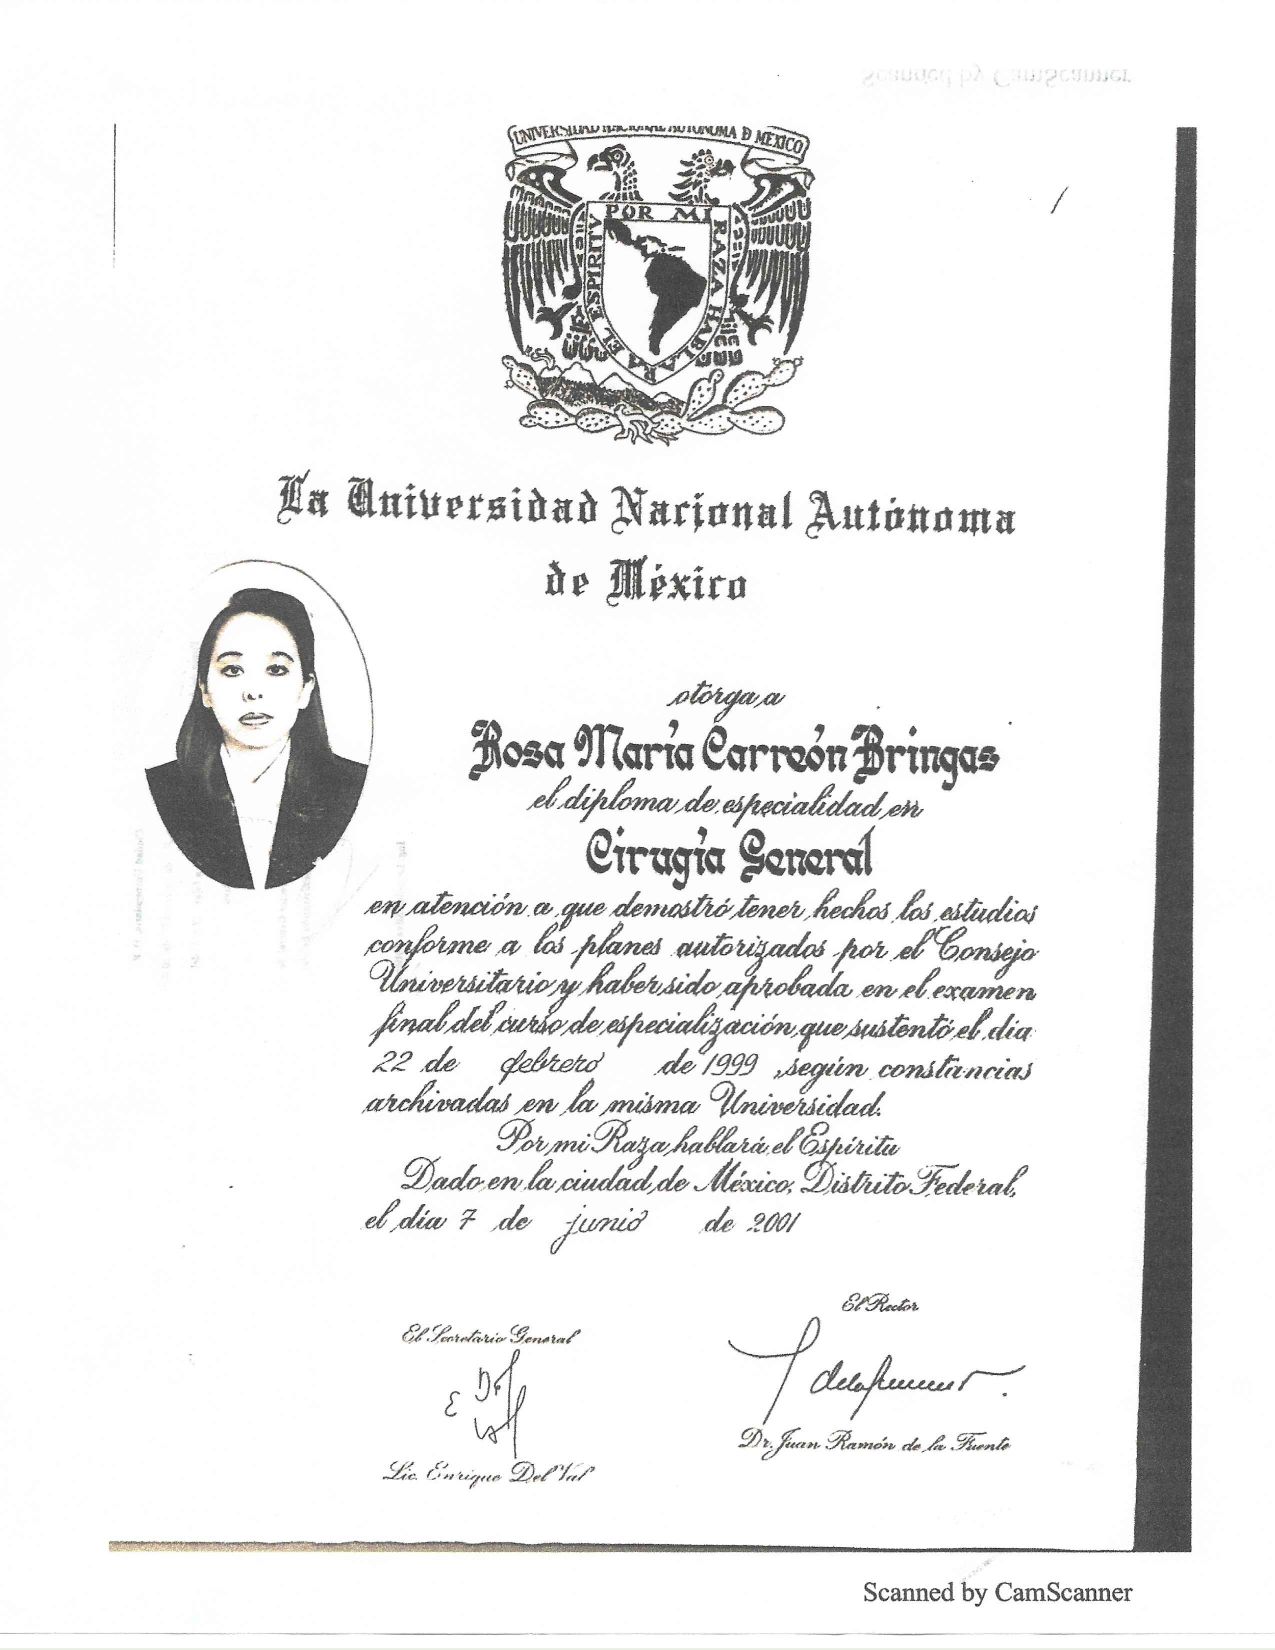 UNIVERSIDAD NACIONAL AUTONOMA D MEXICO
POR MI RAZA HABLARA EL ESPIRITV
La Universidad Nacional Autónoma
de México
otorga a
Rosa María Carreón Bringas
el diploma de especialidad en
Cirugía General
en atención a que demostró tener hechos los estudios
conforme a los planes autorizados por el Consejo
Universitario y haber sido aprobada en el examen
final del curso de especialización que sustentó el día
22 de febrero de 1999, según constancias
archivadas en la misma Universidad.
Por mi Raza hablará el Espíritu
Dado en la ciudad de México, Distrito Federal,
el día 7 de junio de 2001
El Rector
El Secretario General
Dr. Juan Ramón de la Fuente
Lic. Enrique Del Val
Scanned by CamScanner
Scanned by CamScanner